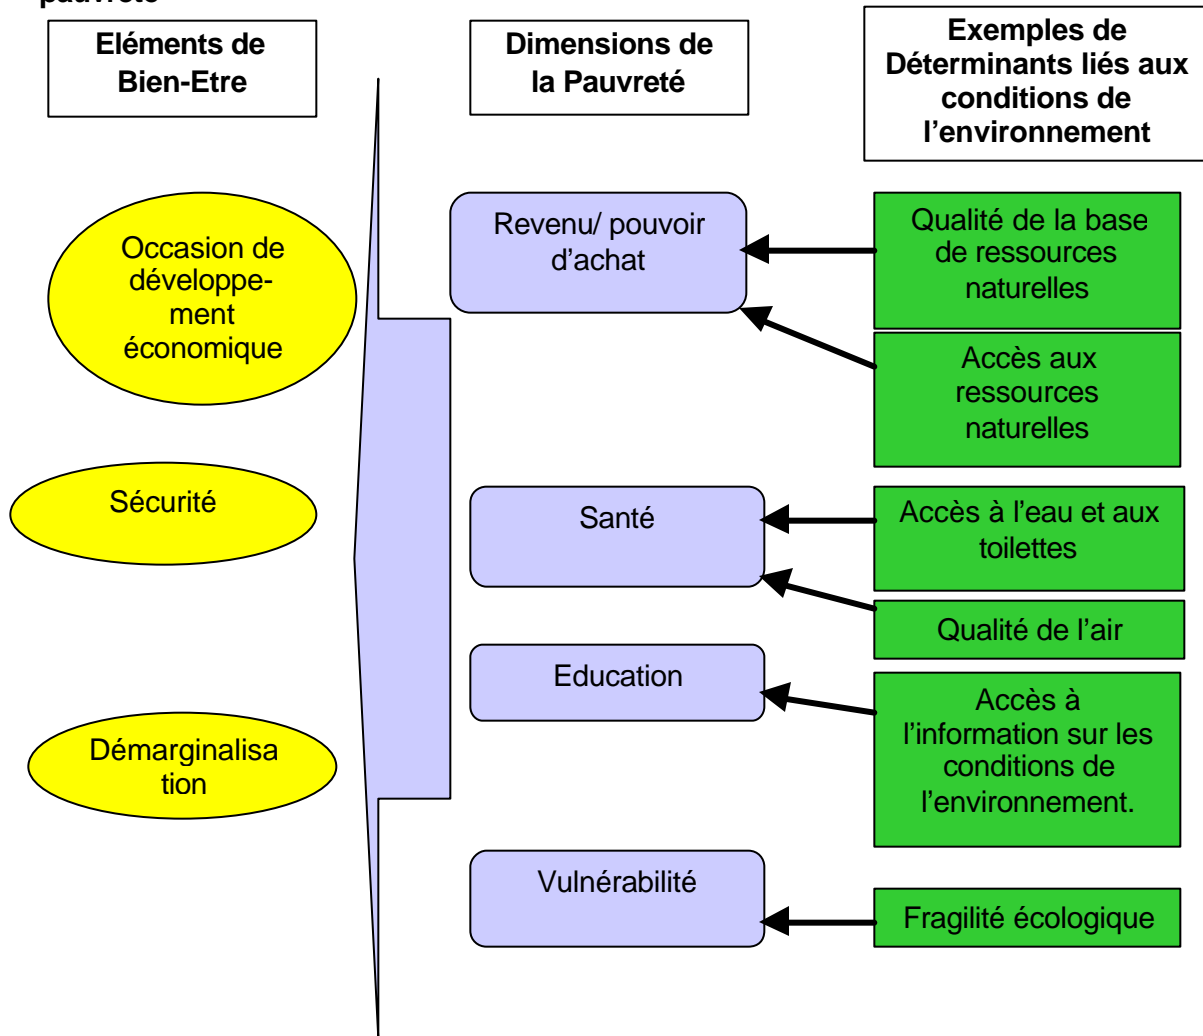 pauvreté
Eléments de
Bien-Etre
Dimensions de
la Pauvreté
Exemples de
Déterminants liés aux
conditions de
l'environnement
Occasion de
développe-
ment
économique
Revenu/ pouvoir
d'achat
Qualité de la base
de ressources
naturelles
Accès aux
ressources
naturelles
Sécurité
Santé
Accès à l'eau et aux
toilettes
Qualité de l'air
Education
Accès à
l'information sur les
conditions de
l'environnement.
Démarginalisa
tion
Vulnérabilité
Fragilité écologique